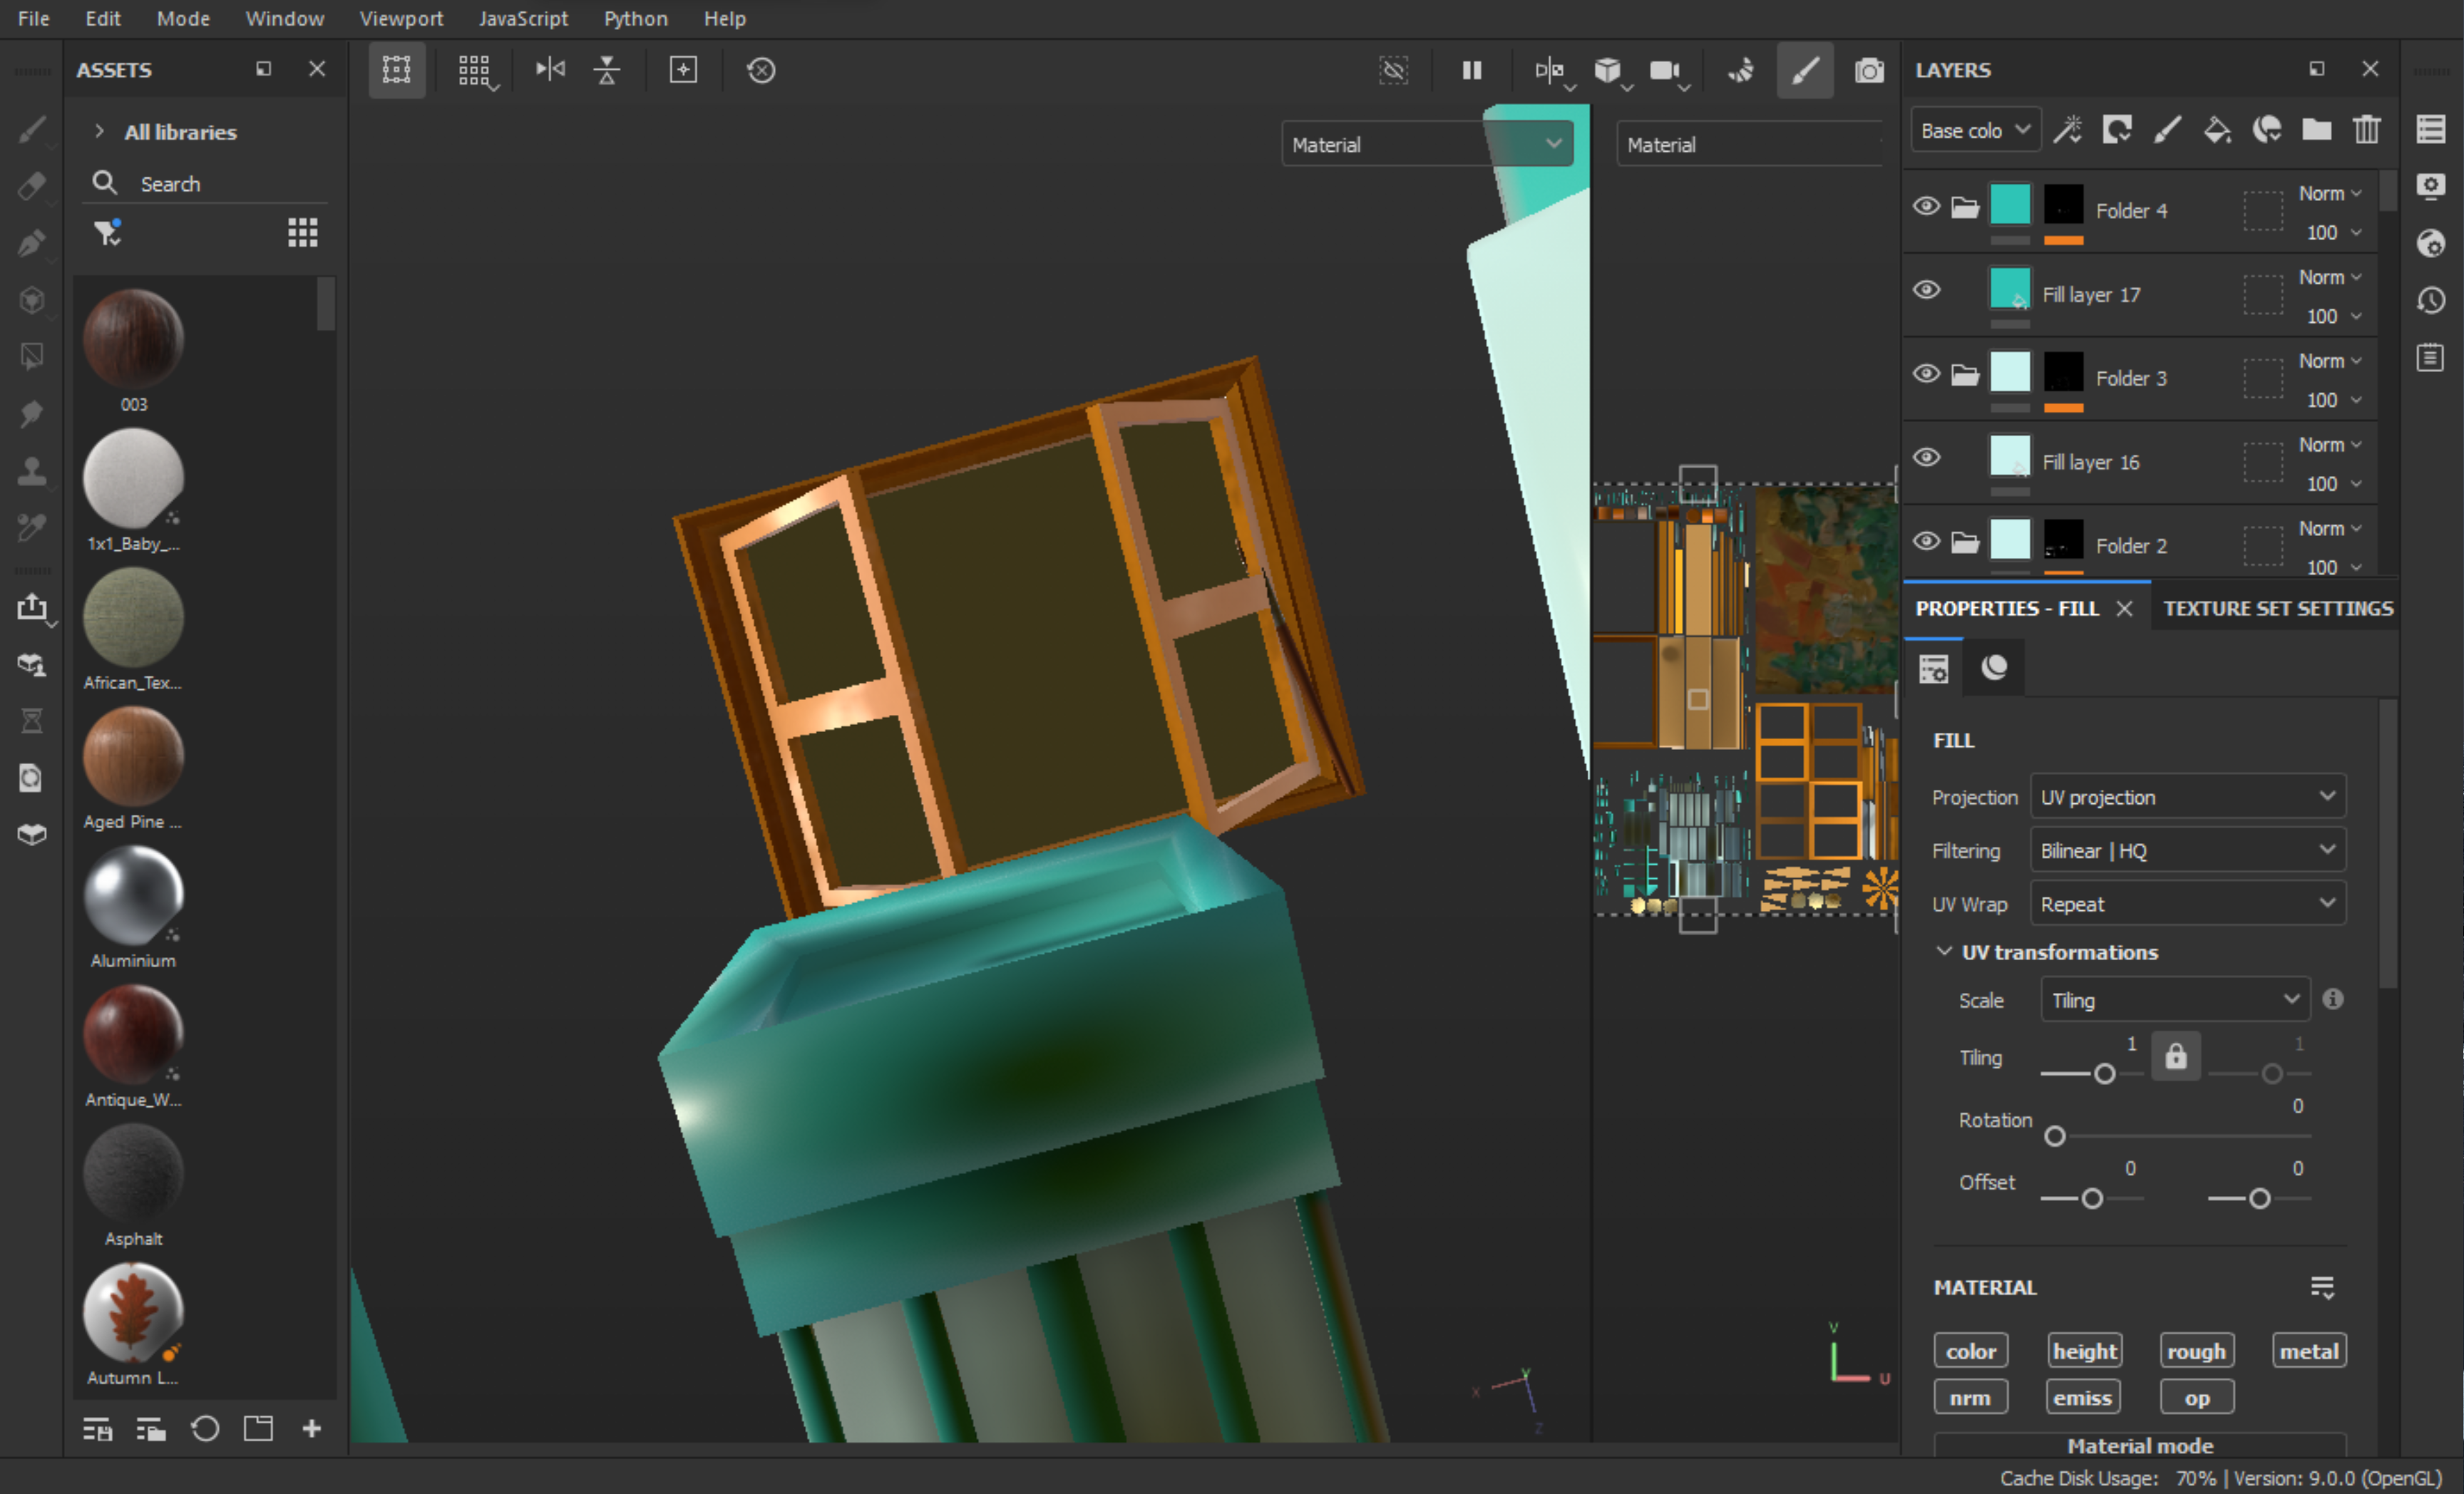 File Edit Mode Window Viewport JavaScript Python Help
ASSETS
All libraries
Search
003
1x1_Baby_...
African_Tex...
Aged Pine ...
Aluminium
Antique_W...
Asphalt
Autumn L...
Material
Material
Y
X
Z
V
U
LAYERS
Base colo
Folder 4 Norm
100
Fill layer 17 Norm
100
Folder 3 Norm
100
Fill layer 16 Norm
100
Folder 2 Norm
100
PROPERTIES - FILL TEXTURE SET SETTINGS
FILL
Projection UV projection
Filtering Bilinear | HQ
UV Wrap Repeat
UV transformations
Scale Tiling
Tiling 1 1
Rotation 0
Offset 0 0
MATERIAL
color height rough metal
nrm emiss op
Material mode
Cache Disk Usage: 70% | Version: 9.0.0 (OpenGL)